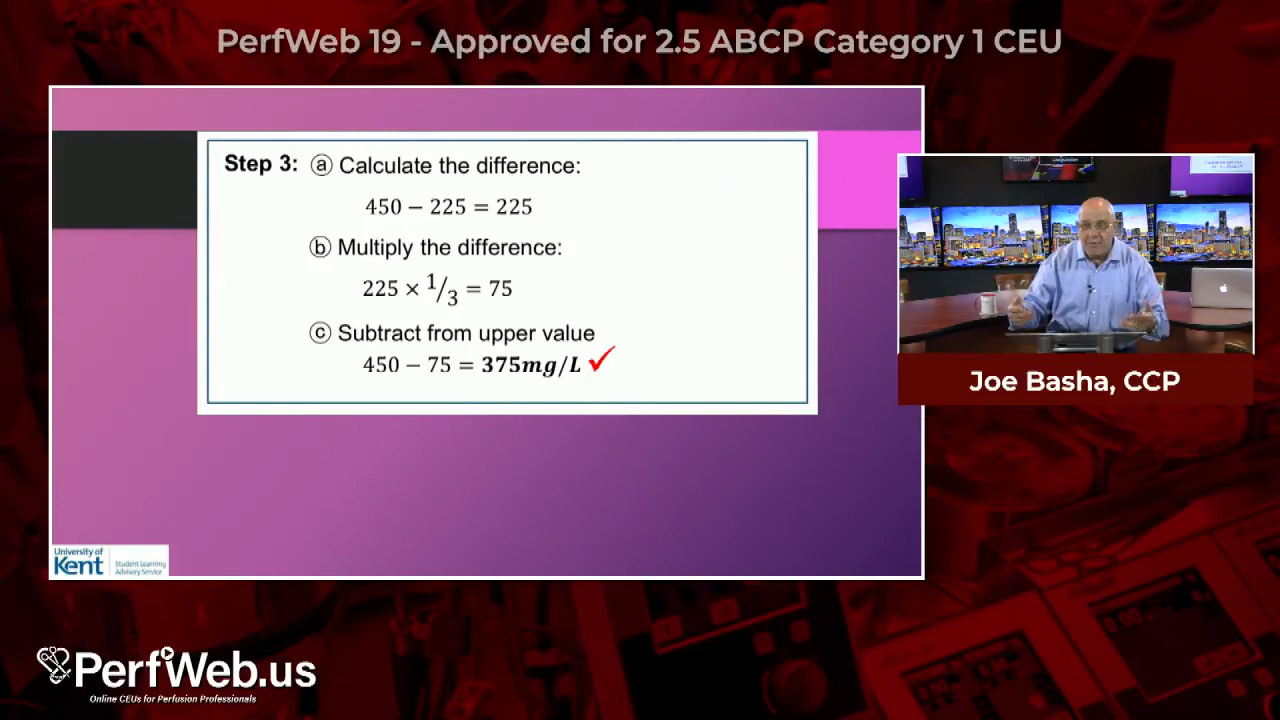 PerfWeb 19 - Approved for 2.5 ABCP Category 1 CEU
Step 3: ⓐ Calculate the difference:
450 − 225 = 225
ⓑ Multiply the difference:
225 × 1/3 = 75
ⓒ Subtract from upper value
450 − 75 = 375mg/L ✓
Joe Basha, CCP
University of
Kent
Student Learning
Advisory Service
PerfWeb.us
Online CEUs for Perfusion Professionals